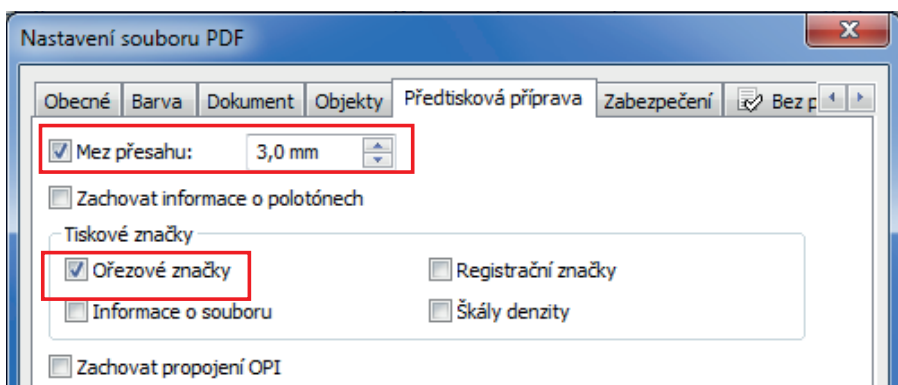 Nastavení souboru PDF
Obecné Barva Dokument Objekty Předtisková příprava Zabezpečení Bez p
Mez přesahu: 3,0 mm
Zachovat informace o polotónech
Tiskové značky
Ořezové značky Registrační značky
Informace o souboru Škály denzity
Zachovat propojení OPI